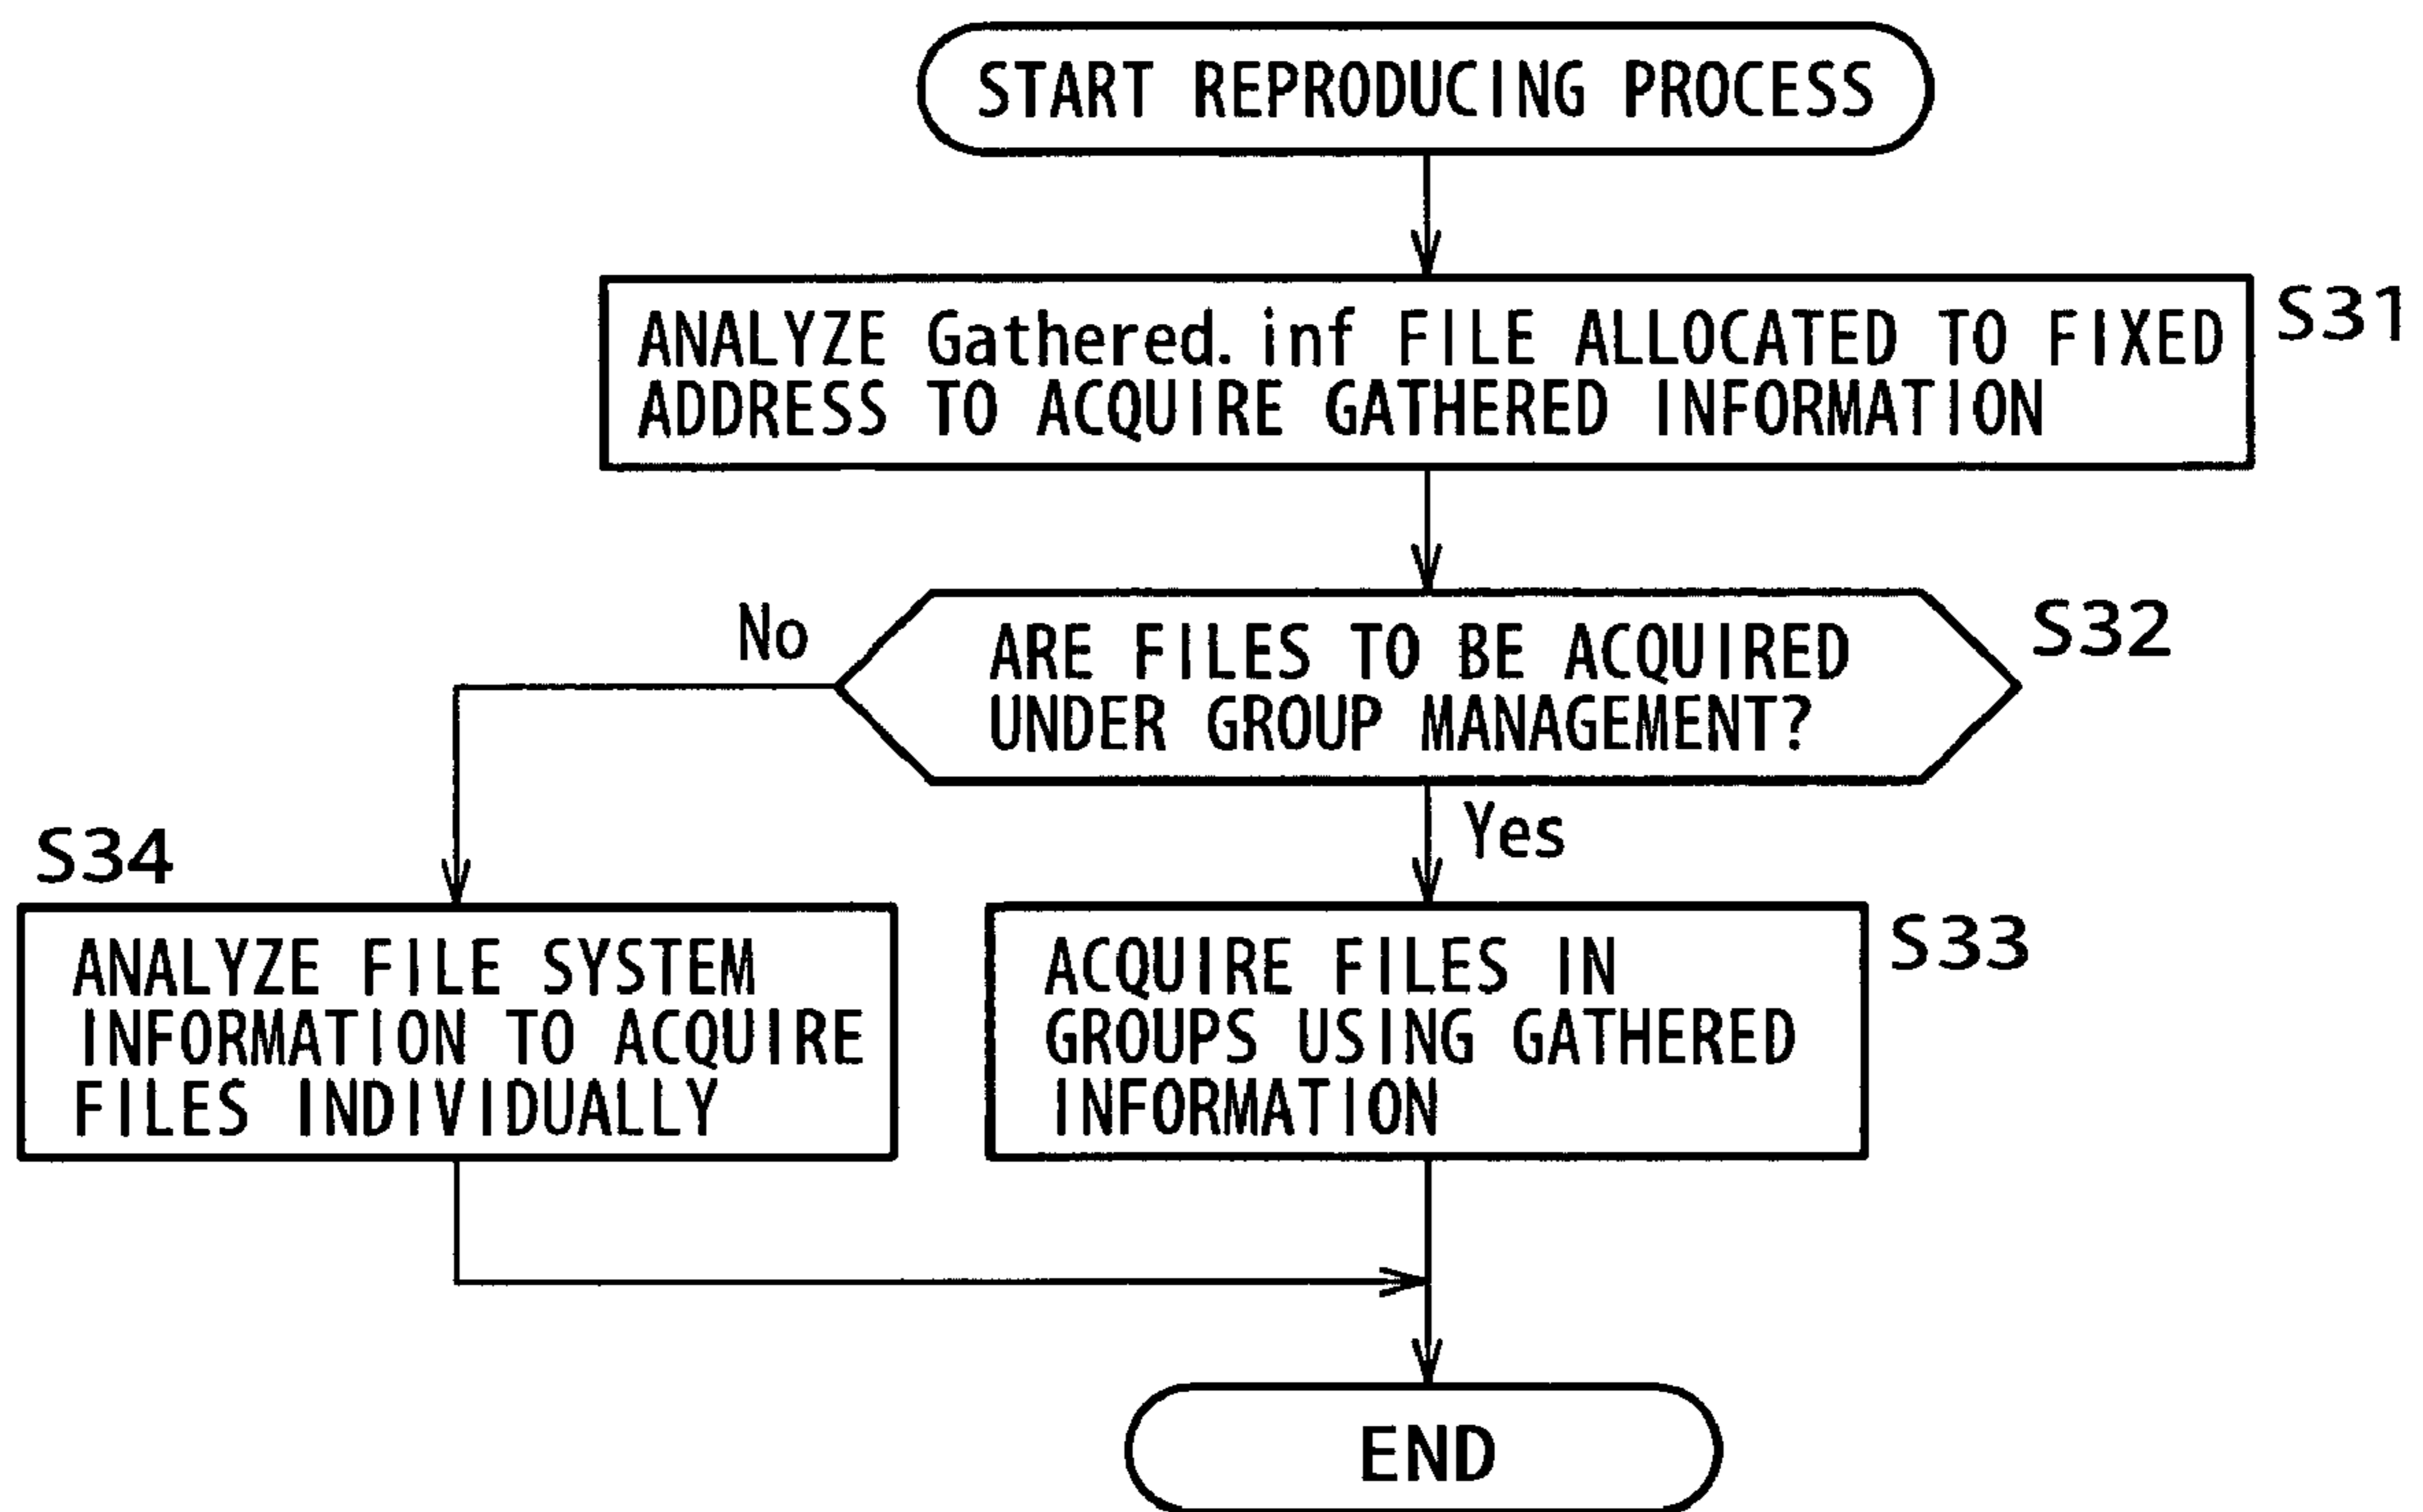 START REPRODUCING PROCESS
S31
ANALYZE Gathered.inf FILE ALLOCATED TO FIXED
ADDRESS TO ACQUIRE GATHERED INFORMATION
S32
No
ARE FILES TO BE ACQUIRED
UNDER GROUP MANAGEMENT?
Yes
S34
ANALYZE FILE SYSTEM
INFORMATION TO ACQUIRE
FILES INDIVIDUALLY
S33
ACQUIRE FILES IN
GROUPS USING GATHERED
INFORMATION
END